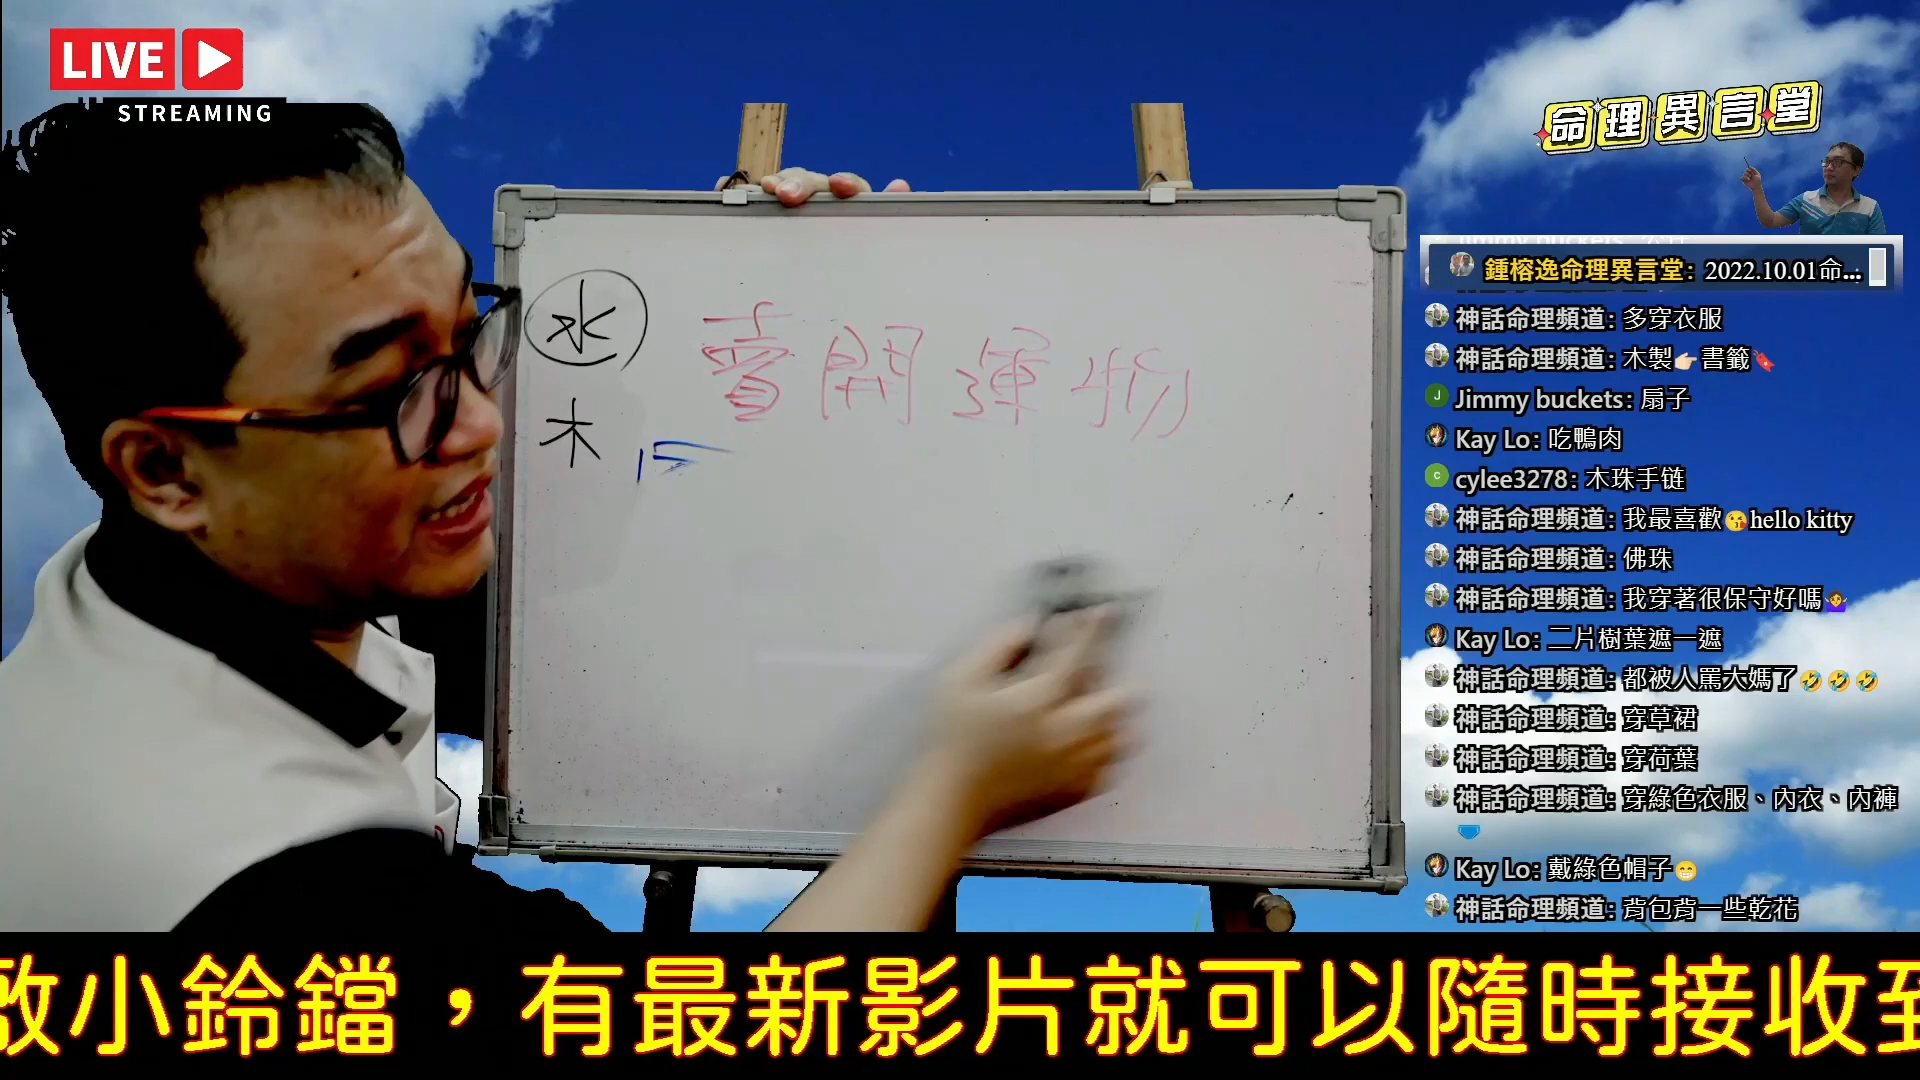 LIVE
STREAMING
命理異言堂
水
木
賣開運物
鍾榕逸命理異言堂: 2022.10.01命...
神話命理頻道: 多穿衣服
神話命理頻道: 木製👉🏻書籤🔖
J Jimmy buckets: 扇子
Kay Lo: 吃鴨肉
c cylee3278: 木珠手链
神話命理頻道: 我最喜歡😘hello kitty
神話命理頻道: 佛珠
神話命理頻道: 我穿著很保守好嗎🤷‍♀️
Kay Lo: 二片樹葉遮一遮
神話命理頻道: 都被人罵大媽了🤣🤣🤣
神話命理頻道: 穿草裙
神話命理頻道: 穿荷葉
神話命理頻道: 穿綠色衣服、內衣、內褲
🩲
Kay Lo: 戴綠色帽子😁
神話命理頻道: 背包背一些乾花
小鈴鐺，有最新影片就可以隨時接收到